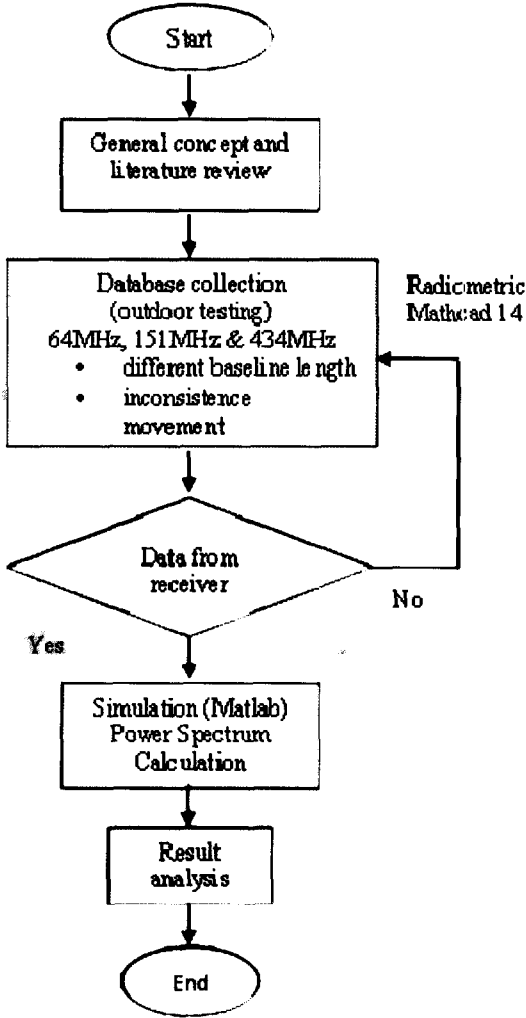 Start
General concept and
literature review
Database collection
(outdoor testing)
64MHz, 151MHz & 434MHz
• different baseline length
• inconsistence
movement
Radiometric
Mathcad 14
Data from
receiver
No
Yes
Simulation (Matlab)
Power Spectrum
Calculation
Result
analysis
End